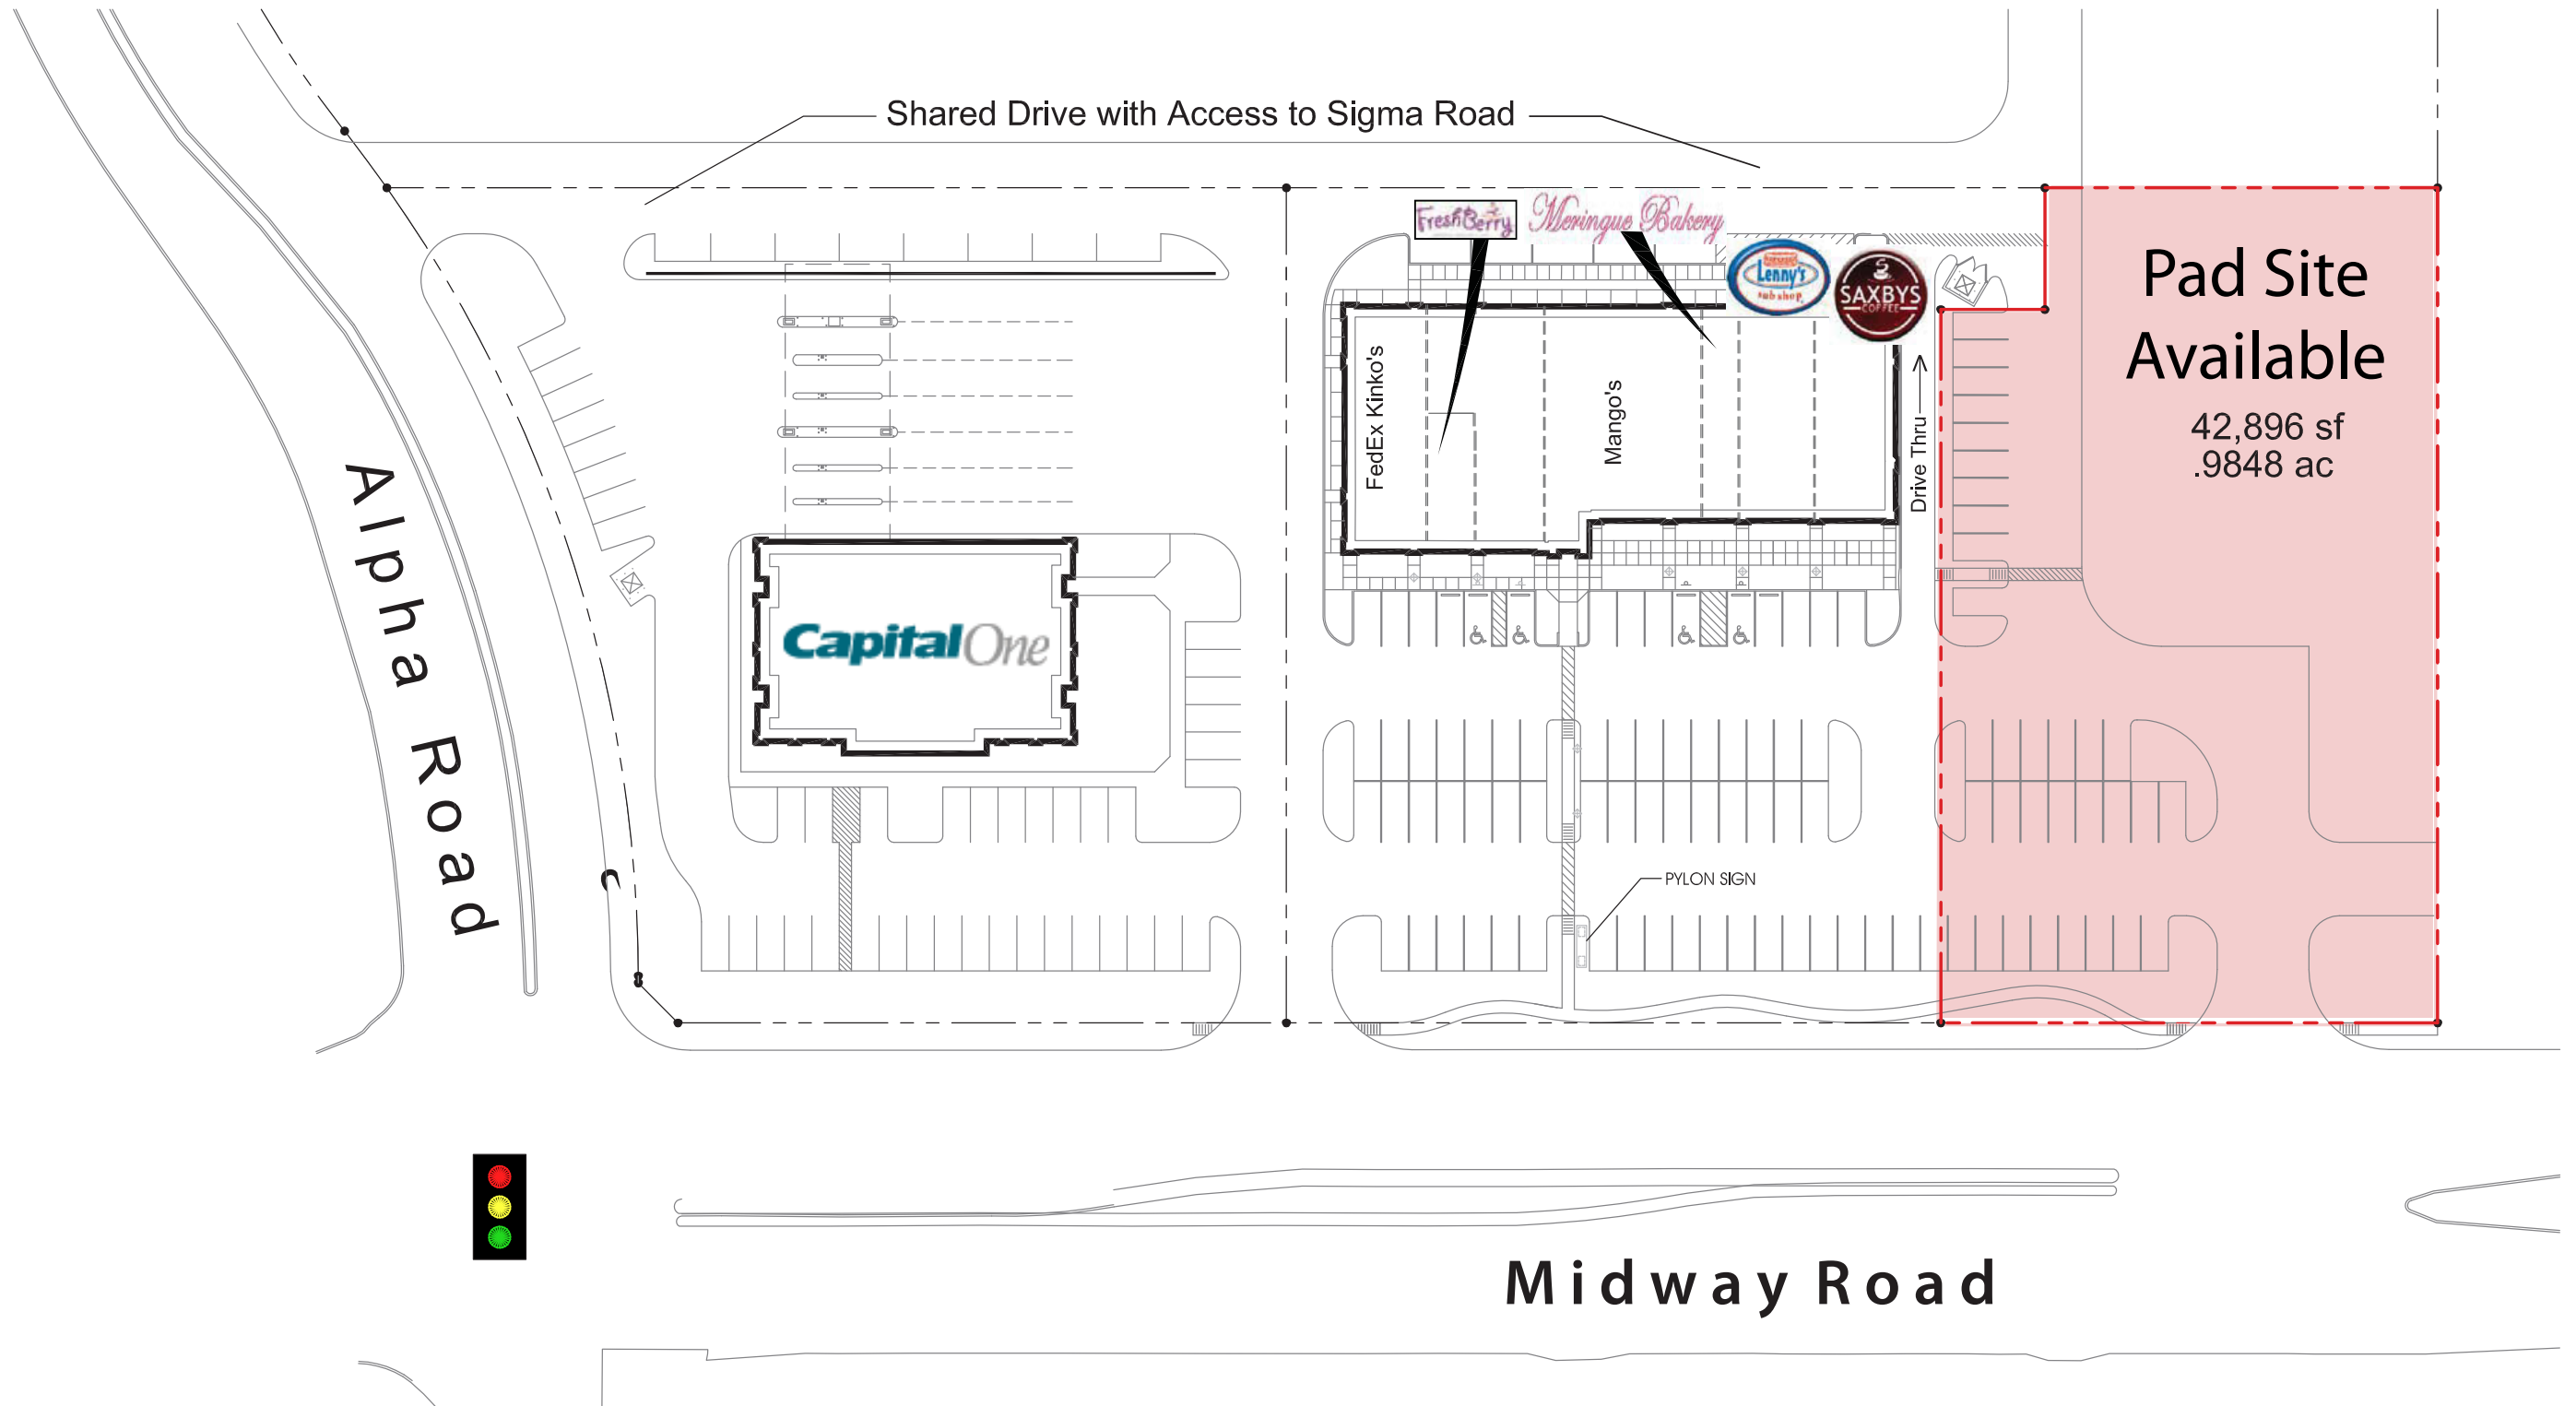 Shared Drive with Access to Sigma Road
FreshBerry
Meringue Bakery
Lenny's
sub shop
SAXBYS
COFFEE
Pad Site
Available
42,896 sf
.9848 ac
FedEx Kinko's
Mango's
Drive Thru
Alpha Road
CapitalOne
PYLON SIGN
Midway Road